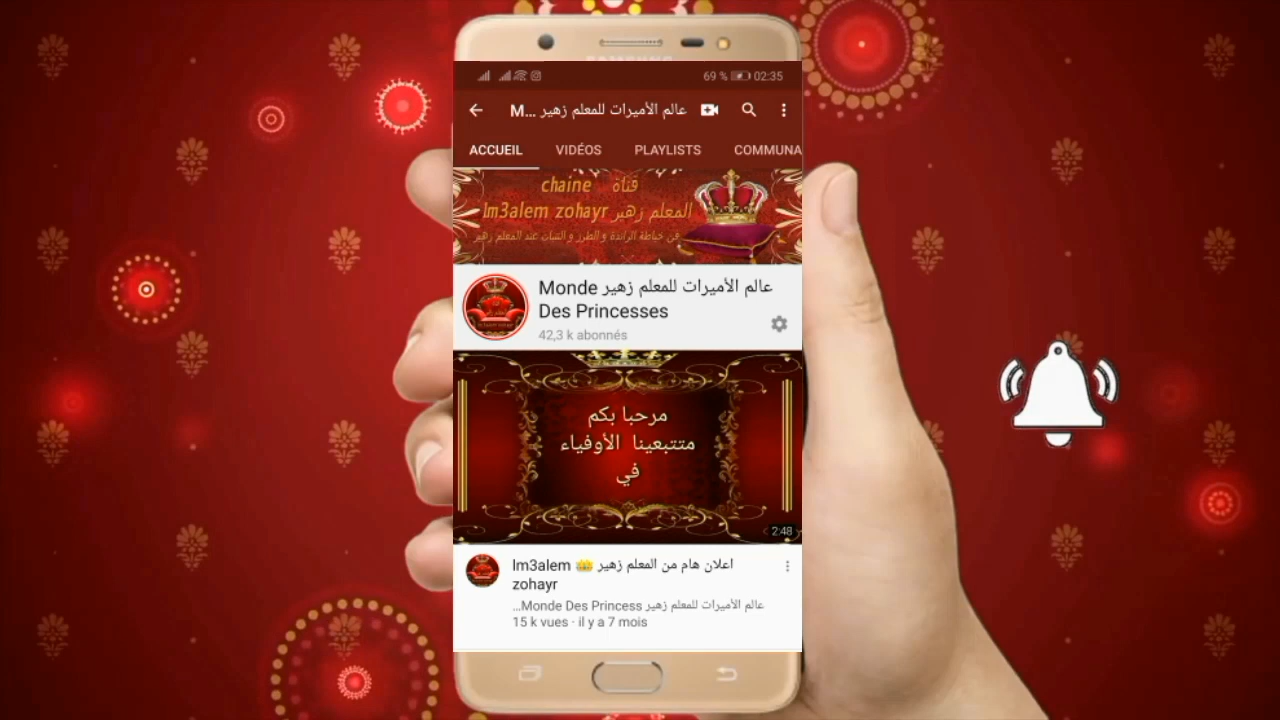 69 % 02:35
عالم الأميرات للمعلم زهير M...
ACCUEIL VIDÉOS PLAYLISTS COMMUNA
chaine قناة
lm3alem zohayr المعلم زهير
عالم الأميرات للمعلم زهير Monde
Des Princesses
42,3 k abonnés
مرحبا بكم
متتبعينا الأوفياء
في
2:48
اعلان هام من المعلم زهير 👑 lm3alem
zohayr
عالم الأميرات للمعلم زهير Monde Des Princess...
15 k vues · il y a 7 mois